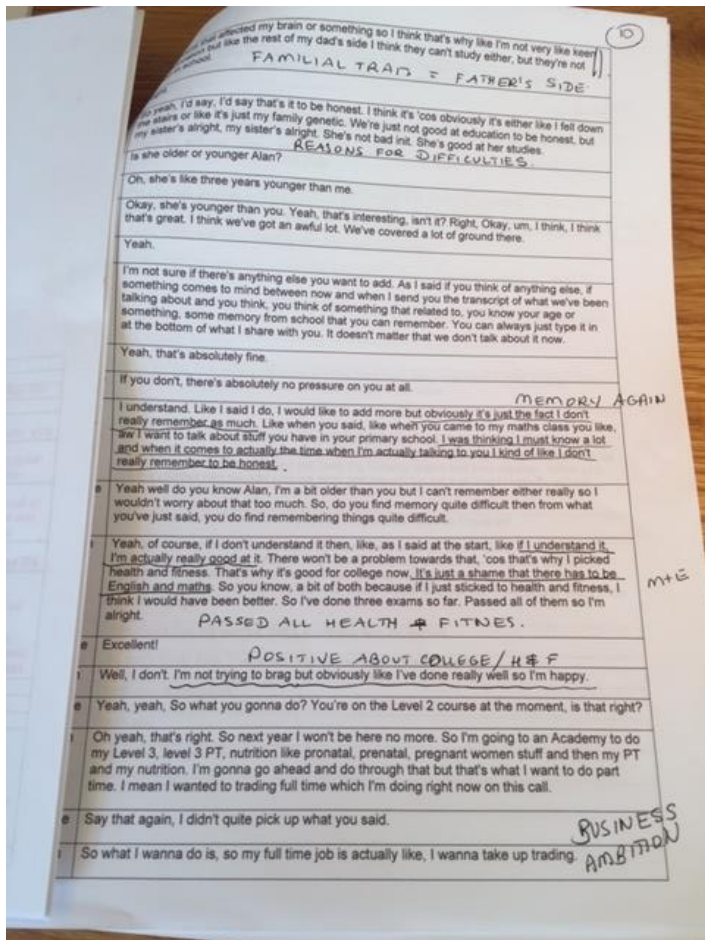 10
affected my brain or something so I think that's why like I'm not very like keen
but like the rest of my dad's side I think they can't study either, but they're not
school.
FAMILIAL TRAD = FATHER'S SIDE
yeah, I'd say, I'd say that's it to be honest. I think it's 'cos obviously it's either like I fell down
the stairs or like it's just my family genetic. We're just not good at education to be honest, but
my sister's alright, my sister's alright. She's not bad init. She's good at her studies.
REASONS FOR DIFFICULTIES.
Is she older or younger Alan?
Oh, she's like three years younger than me.
Okay, she's younger than you. Yeah, that's interesting, isn't it? Right, Okay, um, I think, I think
that's great. I think we've got an awful lot. We've covered a lot of ground there.
Yeah.
I'm not sure if there's anything else you want to add. As I said if you think of anything else, if
something comes to mind between now and when I send you the transcript of what we've been
talking about and you think, you think of something that related to, you know your age or
something, some memory from school that you can remember. You can always just type it in
at the bottom of what I share with you. It doesn't matter that we don't talk about it now.
Yeah, that's absolutely fine.
If you don't, there's absolutely no pressure on you at all.
MEMORY AGAIN
I understand. Like I said I do, I would like to add more but obviously it's just the fact I don't
really remember as much. Like when you said, like when you came to my maths class you like,
aw I want to talk about stuff you have in your primary school. I was thinking I must know a lot
and when it comes to actually the time when I'm actually talking to you I kind of like I don't
really remember to be honest.
e Yeah well do you know Alan, I'm a bit older than you but I can't remember either really so I
wouldn't worry about that too much. So, do you find memory quite difficult then from what
you've just said, you do find remembering things quite difficult.
Yeah, of course, if I don't understand it then, like, as I said at the start, like if I understand it,
I'm actually really good at it. There won't be a problem towards that, 'cos that's why I picked
health and fitness. That's why it's good for college now. It's just a shame that there has to be
English and maths. So you know, a bit of both because if I just sticked to health and fitness, I
think I would have been better. So I've done three exams so far. Passed all of them so I'm
alright.
M+E
PASSED ALL HEALTH & FITNES.
e Excellent!
POSITIVE ABOUT COLLEGE/H&F
Well, I don't. I'm not trying to brag but obviously like I've done really well so I'm happy.
e Yeah, yeah, So what you gonna do? You're on the Level 2 course at the moment, is that right?
Oh yeah, that's right. So next year I won't be here no more. So I'm going to an Academy to do
my Level 3, level 3 PT, nutrition like pronatal, prenatal, pregnant women stuff and then my PT
and my nutrition. I'm gonna go ahead and do through that but that's what I want to do part
time. I mean I wanted to trading full time which I'm doing right now on this call.
e Say that again, I didn't quite pick up what you said.
BUSINESS
AMBITION
So what I wanna do is, so my full time job is actually like, I wanna take up trading.